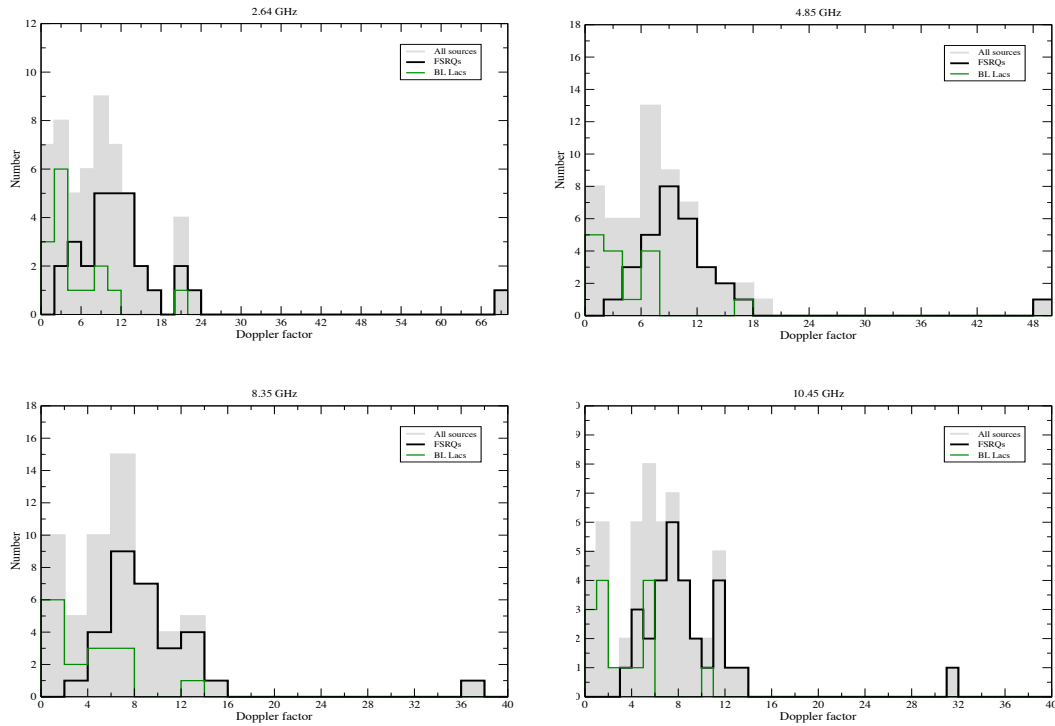 2.64 GHz
12
10
8
6
4
2
0
Number
All sources
FSRQs
BL Lacs
0 6 12 18 24 30 36 42 48 54 60 66
Doppler factor
4.85 GHz
18
16
14
12
10
8
6
4
2
0
Number
All sources
FSRQs
BL Lacs
0 6 12 18 24 30 36 42 48
Doppler factor
8.35 GHz
18
16
14
12
10
8
6
4
2
0
Number
All sources
FSRQs
BL Lacs
0 4 8 12 16 20 24 28 32 36 40
Doppler factor
10.45 GHz
9
8
7
6
5
4
3
2
1
0
All sources
FSRQs
BL Lacs
0 4 8 12 16 20 24 28 32 36 40
Doppler factor